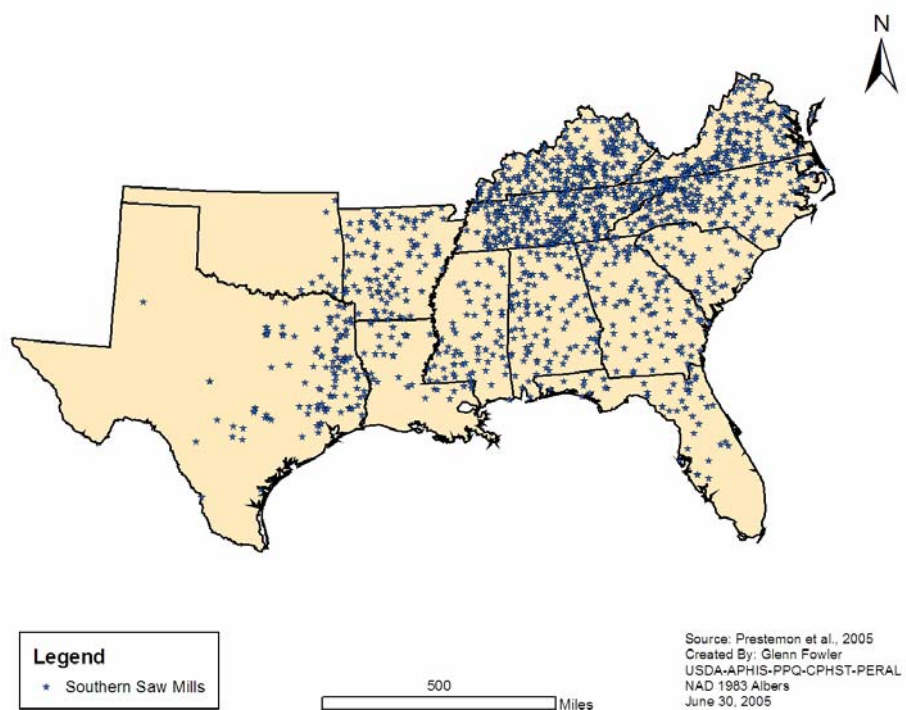 N
Legend
Southern Saw Mills
500
Miles
Source: Prestemon et al., 2005
Created By: Glenn Fowler
USDA-APHIS-PPQ-CPHST-PERAL
NAD 1983 Albers
June 30, 2005